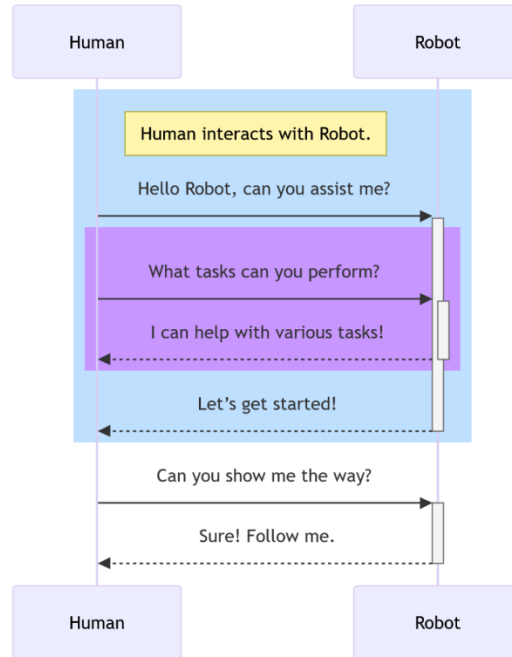 Human
Robot
Human interacts with Robot.
Hello Robot, can you assist me?
What tasks can you perform?
I can help with various tasks!
Let's get started!
Can you show me the way?
Sure! Follow me.
Human
Robot